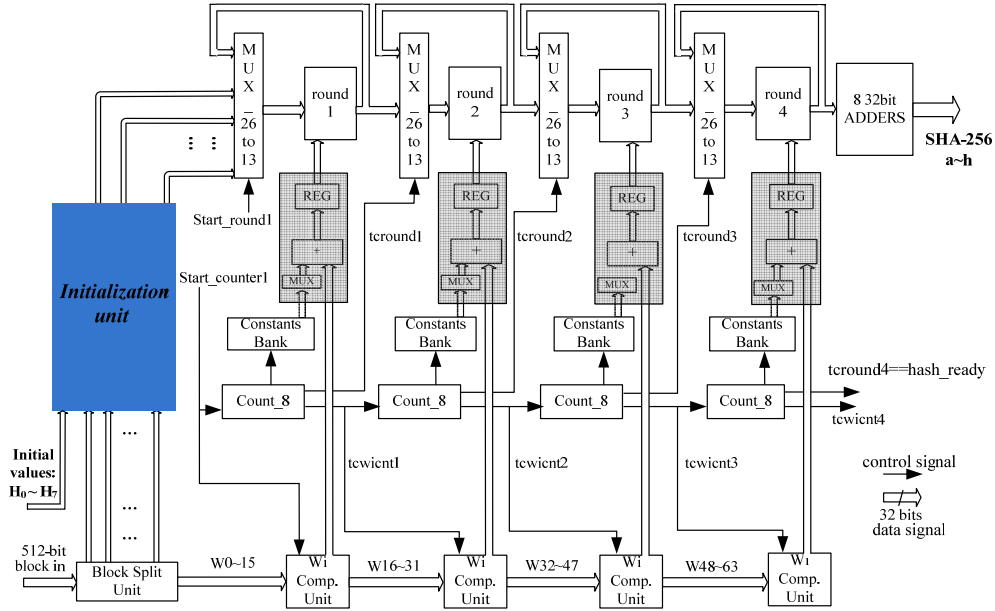 MUX_26 to 13
round 1
MUX_26 to 13
round 2
MUX_26 to 13
round 3
MUX_26 to 13
round 4
8 32bit
ADDERS
SHA-256
a~h
...
...
REG
REG
REG
REG
Start_round1
tcround1
tcround2
tcround3
+
+
+
+
Start_counter1
MUX
MUX
MUX
MUX
Initialization
unit
Constants
Bank
Constants
Bank
Constants
Bank
Constants
Bank
tcround4==hash_ready
Count_8
Count_8
Count_8
Count_8
tcwicnt4
...
Initial
values:
H0~ H7
tcwicnt1
tcwicnt2
tcwicnt3
control signal
32 bits
data signal
...
...
512-bit
block in
Block Split
Unit
W0~15
Wi
Comp.
Unit
W16~31
Wi
Comp.
Unit
W32~47
Wi
Comp.
Unit
W48~63
Wi
Comp.
Unit